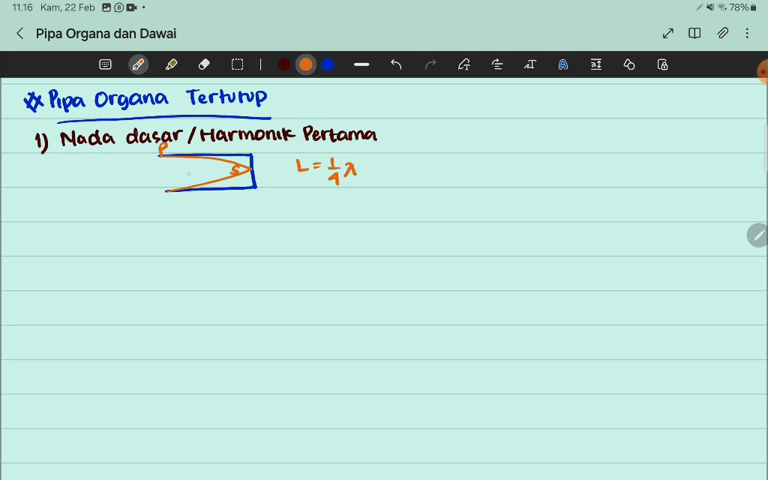 11.16 Kam, 22 Feb
78%
Pipa Organa dan Dawai
Pipa Organa Tertutup
1) Nada dasar/Harmonik Pertama
P
S
L = 1/4 λ